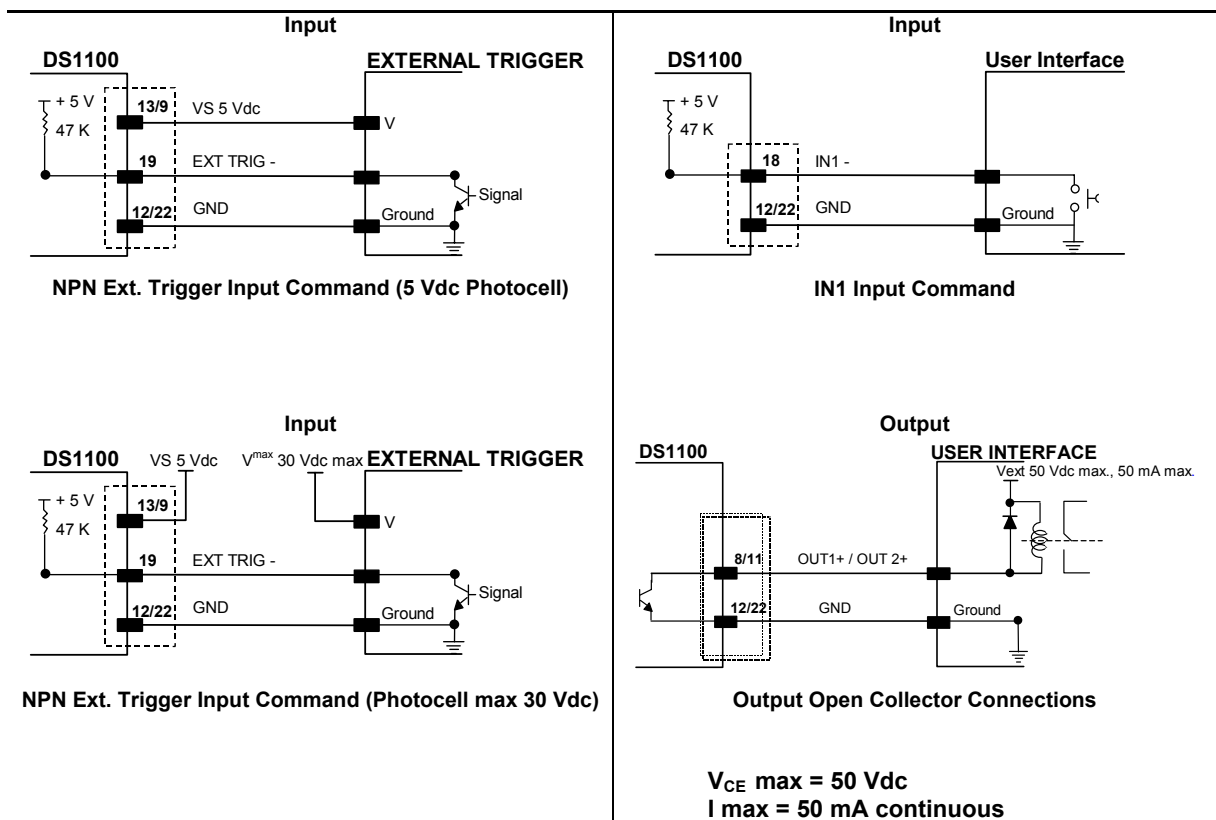 Input
DS1100
EXTERNAL TRIGGER
+ 5 V
47 K
13/9
VS 5 Vdc
V
19
EXT TRIG -
Signal
12/22
GND
Ground
NPN Ext. Trigger Input Command (5 Vdc Photocell)
Input
DS1100
User Interface
+ 5 V
47 K
18
IN1 -
12/22
GND
Ground
IN1 Input Command
Input
DS1100
VS 5 Vdc
Vmax 30 Vdc max
EXTERNAL TRIGGER
+ 5 V
47 K
13/9
V
19
EXT TRIG -
Signal
12/22
GND
Ground
NPN Ext. Trigger Input Command (Photocell max 30 Vdc)
Output
DS1100
USER INTERFACE
Vext 50 Vdc max., 50 mA max.
8/11
OUT1+ / OUT 2+
12/22
GND
Ground
Output Open Collector Connections
VCE max = 50 Vdc
I max = 50 mA continuous